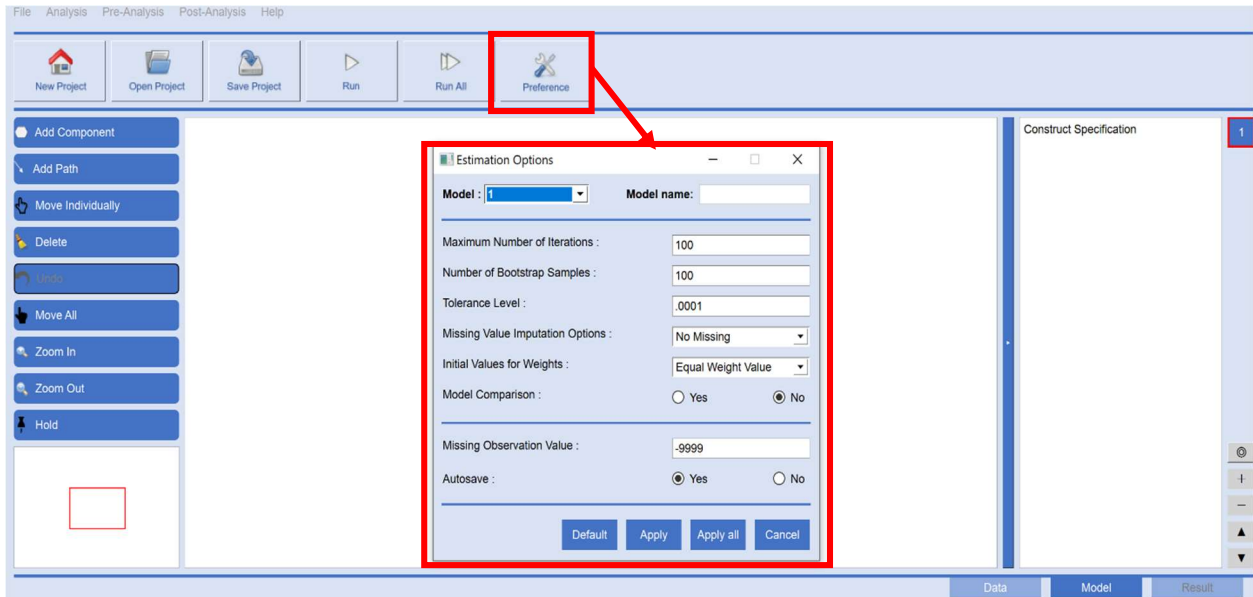 File Analysis Pre-Analysis Post-Analysis Help
New Project Open Project Save Project Run Run All Preference
Add Component
Add Path
Move Individually
Delete
Undo
Move All
Zoom In
Zoom Out
Hold
Estimation Options
Model : 1 Model name:
Maximum Number of Iterations : 100
Number of Bootstrap Samples : 100
Tolerance Level : .0001
Missing Value Imputation Options : No Missing
Initial Values for Weights : Equal Weight Value
Model Comparison : Yes No
Missing Observation Value : -9999
Autosave : Yes No
Default Apply Apply all Cancel
Construct Specification
1
Data Model Result